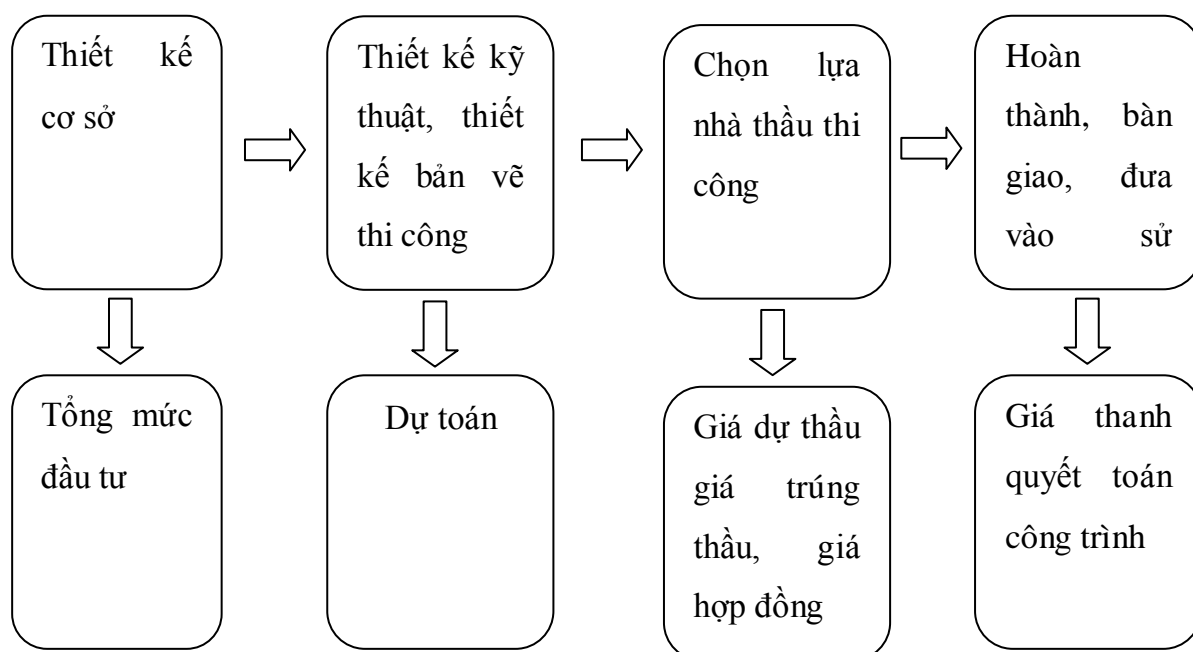 Thiết kế
cơ sở
Thiết kế kỹ
thuật, thiết
kế bản vẽ
thi công
Chọn lựa
nhà thầu thi
công
Hoàn
thành, bàn
giao, đưa
vào sử
Tổng mức
đầu tư
Dự toán
Giá dự thầu
giá trúng
thầu, giá
hợp đồng
Giá thanh
quyết toán
công trình